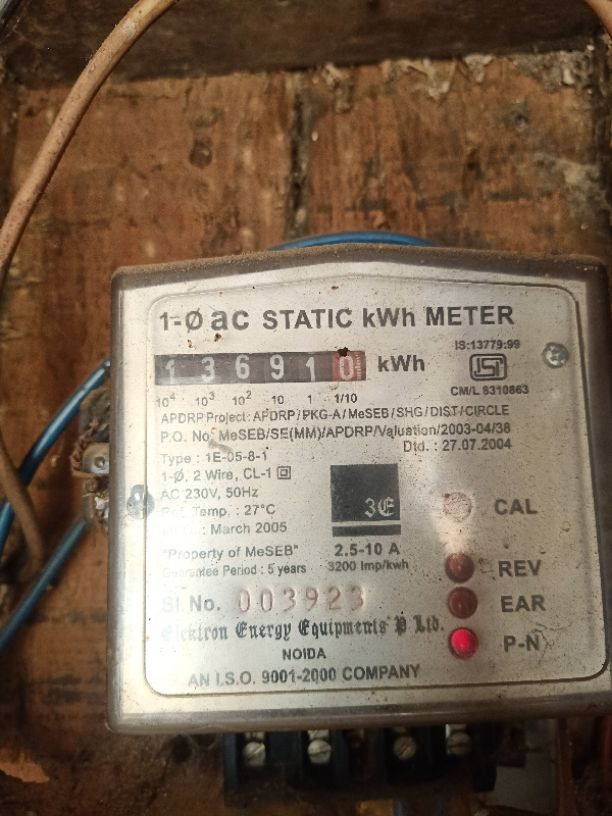 1-Ø ac STATIC kWh METER
IS:13779:99
1 3 6 9 1 0 kWh
ISI
CM/L 8310863
10⁴ 10³ 10² 10 1 1/10
APDRP Project: APDRP/PKG-A/MeSEB/SHG/DIST/CIRCLE
P.O. No. MeSEB/SE(MM)/APDRP/Valuation/2003-04/38
Dtd. : 27.07.2004
Type : 1E-05-8-1
1-Ø, 2 Wire, CL-1
AC 230V, 50Hz
Ref. Temp. : 27°C
March 2005
3E
CAL
"Property of MeSEB"
2.5-10 A
Guarantee Period : 5 years
3200 Imp/kwh
REV
Sl. No. 003923
EAR
Elektron Energy Equipments P Ltd.
P-N
NOIDA
AN I.S.O. 9001-2000 COMPANY